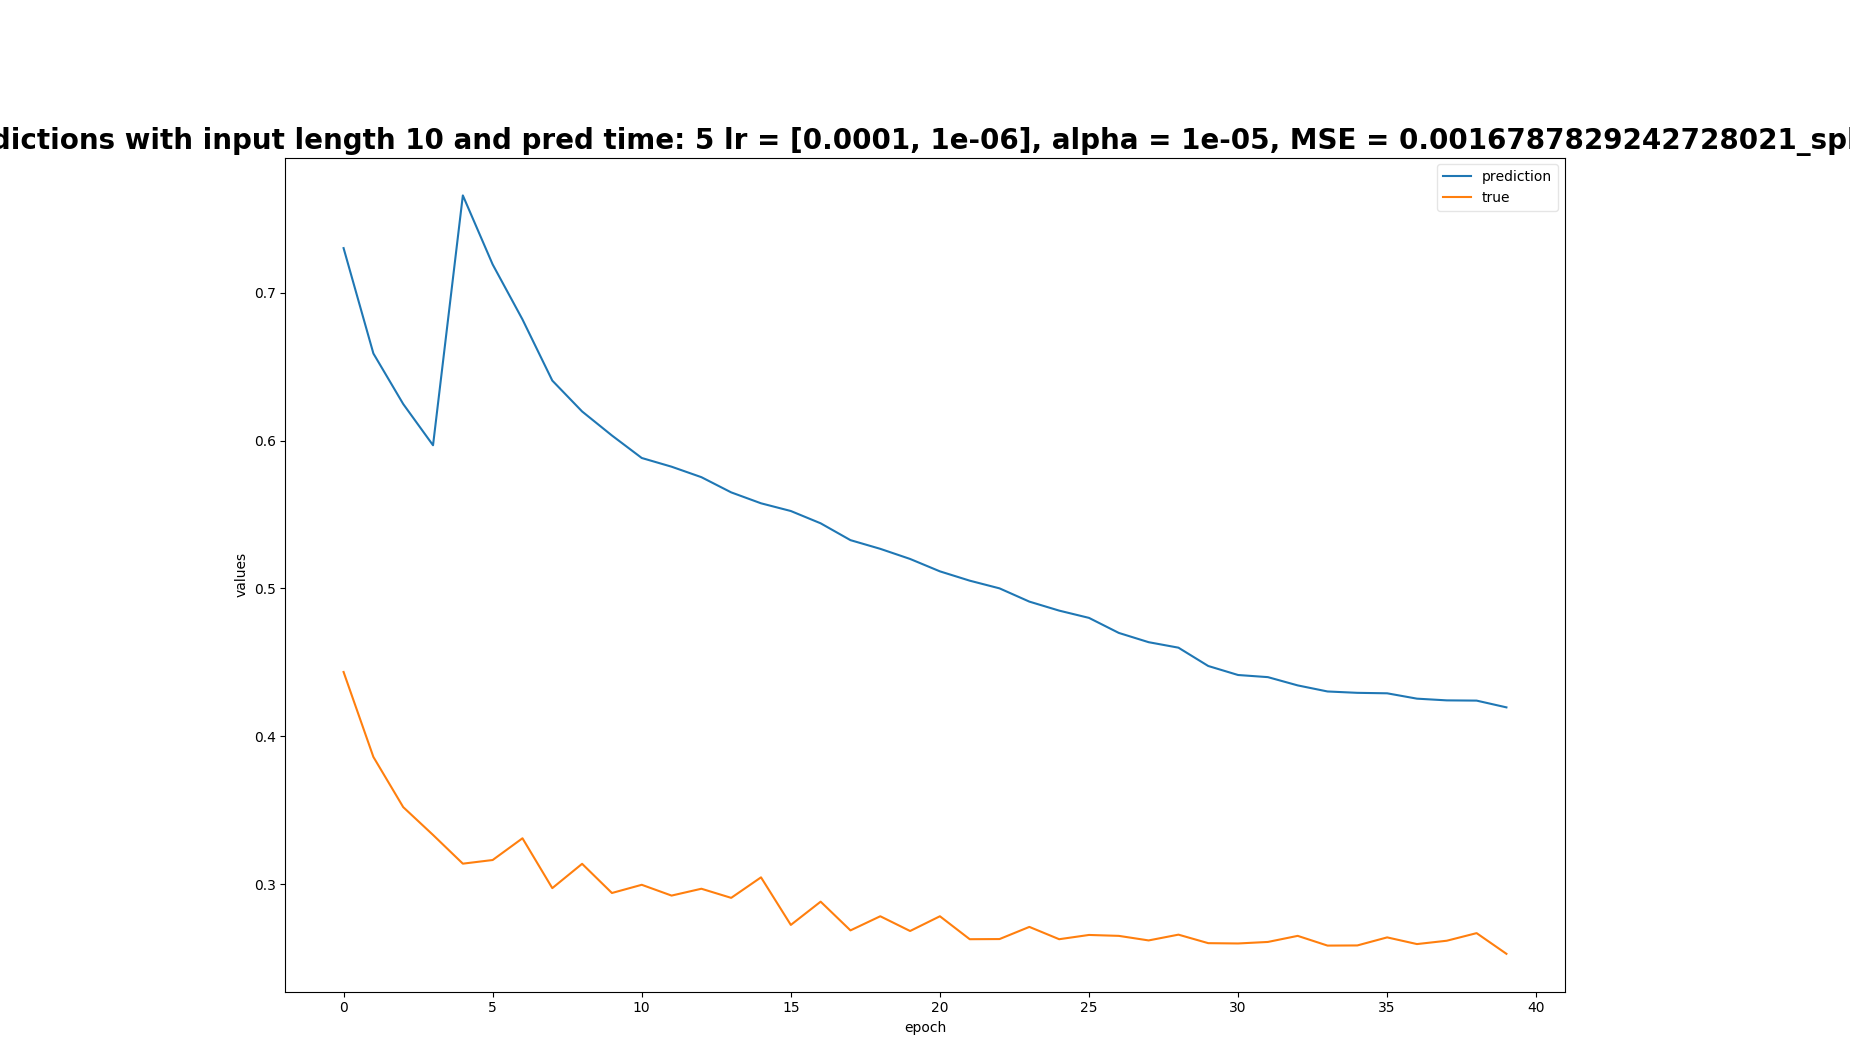 dictions with input length 10 and pred time: 5 lr = [0.0001, 1e-06], alpha = 1e-05, MSE = 0.0016787829242728021_spl
prediction
true
0.7
0.6
0.5
0.4
0.3
values
0 5 10 15 20 25 30 35 40
epoch